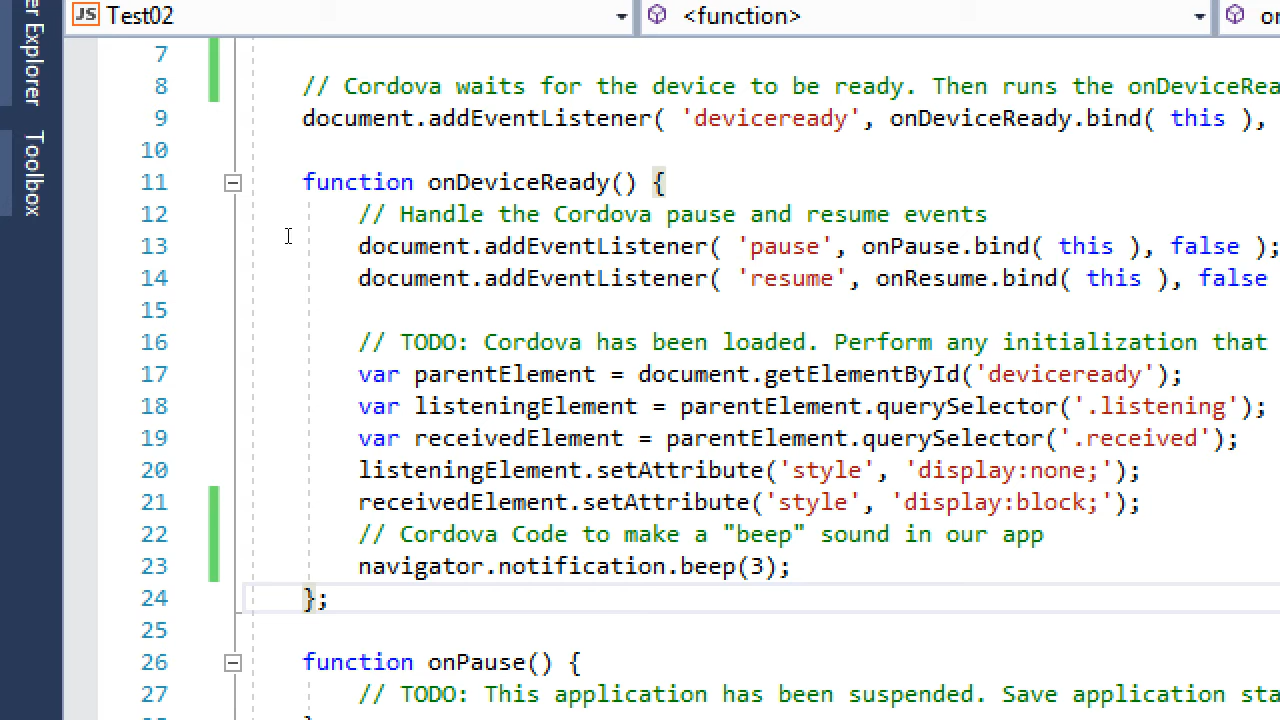 er Explorer
Toolbox
JS Test02
<function>
7
8 // Cordova waits for the device to be ready. Then runs the onDeviceRea
9 document.addEventListener( 'deviceready', onDeviceReady.bind( this ),
10
11 function onDeviceReady() {
12 // Handle the Cordova pause and resume events
13 document.addEventListener( 'pause', onPause.bind( this ), false );
14 document.addEventListener( 'resume', onResume.bind( this ), false
15
16 // TODO: Cordova has been loaded. Perform any initialization that
17 var parentElement = document.getElementById('deviceready');
18 var listeningElement = parentElement.querySelector('.listening');
19 var receivedElement = parentElement.querySelector('.received');
20 listeningElement.setAttribute('style', 'display:none;');
21 receivedElement.setAttribute('style', 'display:block;');
22 // Cordova Code to make a "beep" sound in our app
23 navigator.notification.beep(3);
24 };
25
26 function onPause() {
27 // TODO: This application has been suspended. Save application sta